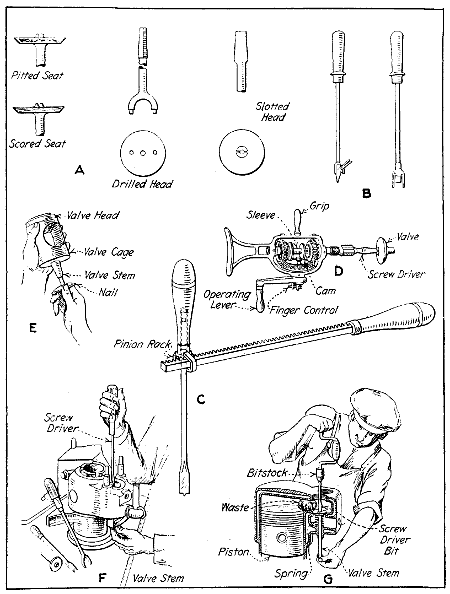 Pitted Seat
Scored Seat
A
Drilled Head
Slotted
Head
B
Valve Head
Valve Cage
Valve Stem
Nail
E
Grip
Sleeve
Valve
D
Screw Driver
Cam
Operating
Lever
Finger Control
Pinion Rack
C
Screw
Driver
F
Valve Stem
Bitstock
Waste
Piston
Spring
G
Screw
Driver
Bit
Valve Stem